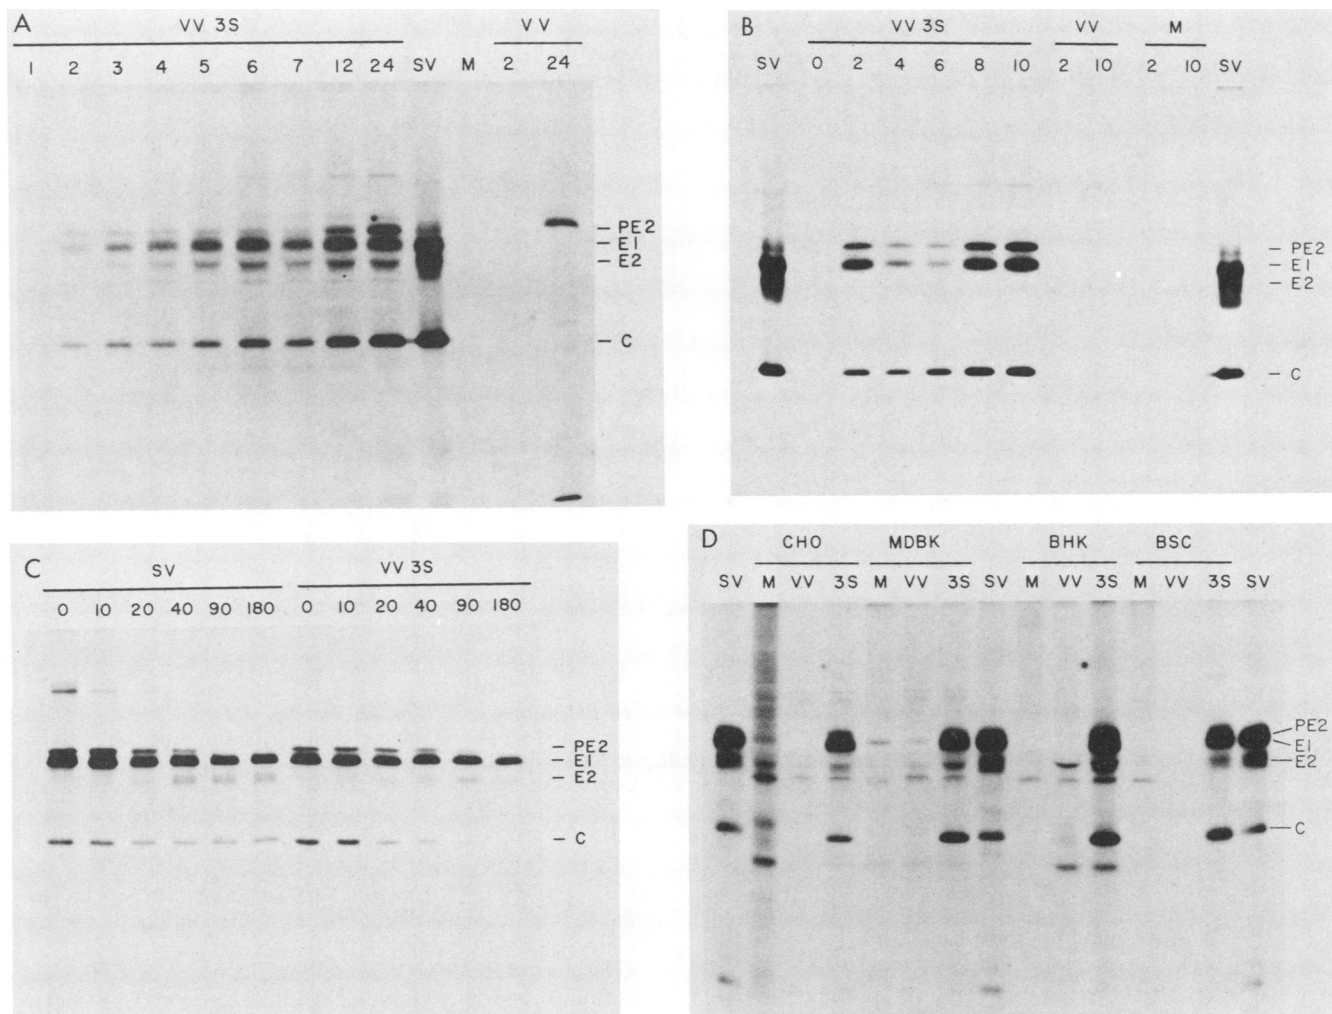 A
VV 3S VV
1 2 3 4 5 6 7 12 24 SV M 2 24
PE2
E1
E2
C
B
VV 3S VV M
SV 0 2 4 6 8 10 2 10 2 10 SV
PE2
E1
E2
C
C
SV VV 3S
0 10 20 40 90 180 0 10 20 40 90 180
PE2
E1
E2
C
D
CHO MDBK BHK BSC
SV M VV 3S M VV 3S SV M VV 3S M VV 3S SV
PE2
E1
E2
C